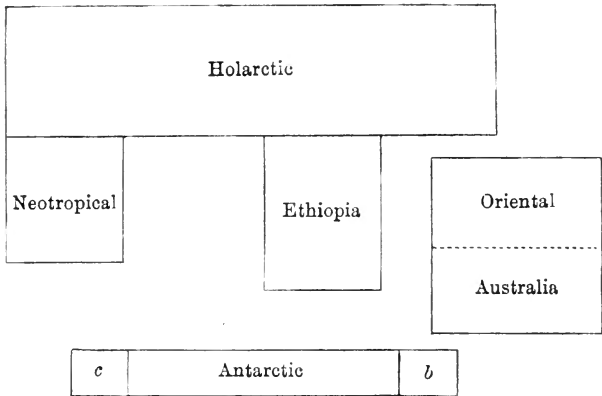 Holarctic
Neotropical
Ethiopia
Oriental
Australia
c
Antarctic
b